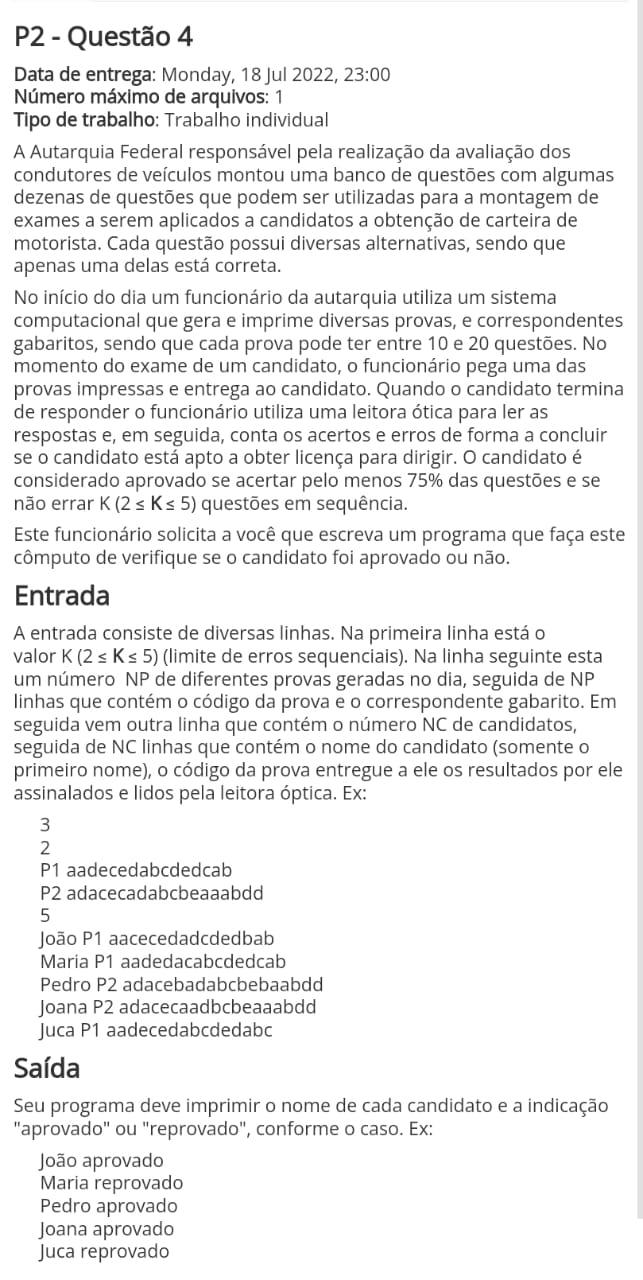 P2 - Questão 4
Data de entrega: Monday, 18 Jul 2022, 23:00
Número máximo de arquivos: 1
Tipo de trabalho: Trabalho individual
A Autarquia Federal responsável pela realização da avaliação dos
condutores de veículos montou uma banco de questões com algumas
dezenas de questões que podem ser utilizadas para a montagem de
exames a serem aplicados a candidatos a obtenção de carteira de
motorista. Cada questão possui diversas alternativas, sendo que
apenas uma delas está correta.
No início do dia um funcionário da autarquia utiliza um sistema
computacional que gera e imprime diversas provas, e correspondentes
gabaritos, sendo que cada prova pode ter entre 10 e 20 questões. No
momento do exame de um candidato, o funcionário pega uma das
provas impressas e entrega ao candidato. Quando o candidato termina
de responder o funcionário utiliza uma leitora ótica para ler as
respostas e, em seguida, conta os acertos e erros de forma a concluir
se o candidato está apto a obter licença para dirigir. O candidato é
considerado aprovado se acertar pelo menos 75% das questões e se
não errar K (2 ≤ K ≤ 5) questões em sequência.
Este funcionário solicita a você que escreva um programa que faça este
cômputo de verifique se o candidato foi aprovado ou não.
Entrada
A entrada consiste de diversas linhas. Na primeira linha está o
valor K (2 ≤ K ≤ 5) (limite de erros sequenciais). Na linha seguinte esta
um número NP de diferentes provas geradas no dia, seguida de NP
linhas que contém o código da prova e o correspondente gabarito. Em
seguida vem outra linha que contém o número NC de candidatos,
seguida de NC linhas que contém o nome do candidato (somente o
primeiro nome), o código da prova entregue a ele os resultados por ele
assinalados e lidos pela leitora óptica. Ex:
3
2
P1 aadecedabcdedcab
P2 adacecadabcbeaaabdd
5
João P1 aacecedadcdedbab
Maria P1 aadedacabcdedcab
Pedro P2 adacebadabcbebaabdd
Joana P2 adacecaadbcbeaaabdd
Juca P1 aadecedabcdedabc
Saída
Seu programa deve imprimir o nome de cada candidato e a indicação
"aprovado" ou "reprovado", conforme o caso. Ex:
João aprovado
Maria reprovado
Pedro aprovado
Joana aprovado
Juca reprovado